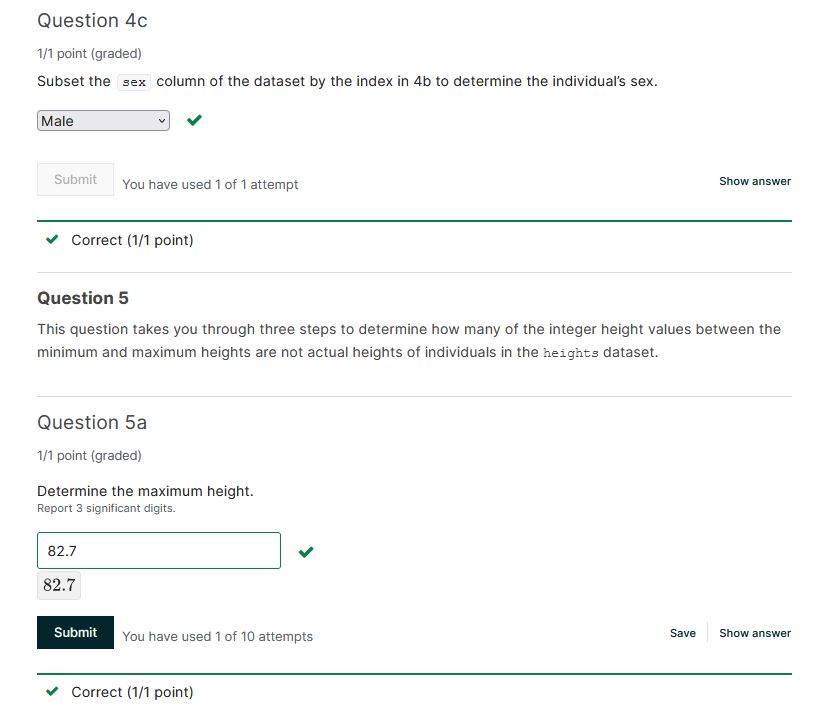 Question 4c
1/1 point (graded)
Subset the sex column of the dataset by the index in 4b to determine the individual’s sex.
Male
Submit You have used 1 of 1 attempt Show answer
Correct (1/1 point)
Question 5
This question takes you through three steps to determine how many of the integer height values between the
minimum and maximum heights are not actual heights of individuals in the heights dataset.
Question 5a
1/1 point (graded)
Determine the maximum height.
Report 3 significant digits.
82.7
82.7
Submit You have used 1 of 10 attempts Save Show answer
Correct (1/1 point)